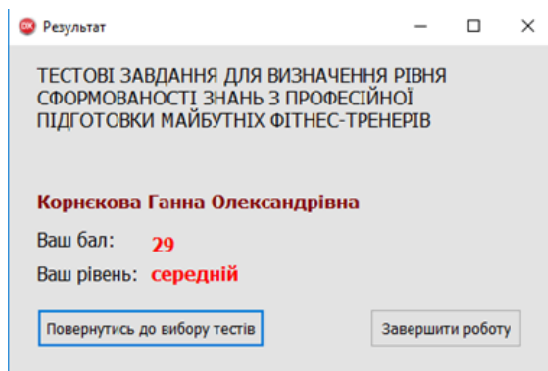 Результат
ТЕСТОВІ ЗАВДАННЯ ДЛЯ ВИЗНАЧЕННЯ РІВНЯ
СФОРМОВАНОСТІ ЗНАНЬ З ПРОФЕСІЙНОЇ
ПІДГОТОВКИ МАЙБУТНІХ ФІТНЕС-ТРЕНЕРІВ
Корнєкова Ганна Олександрівна
Ваш бал: 29
Ваш рівень: середній
Повернутись до вибору тестів Завершити роботу